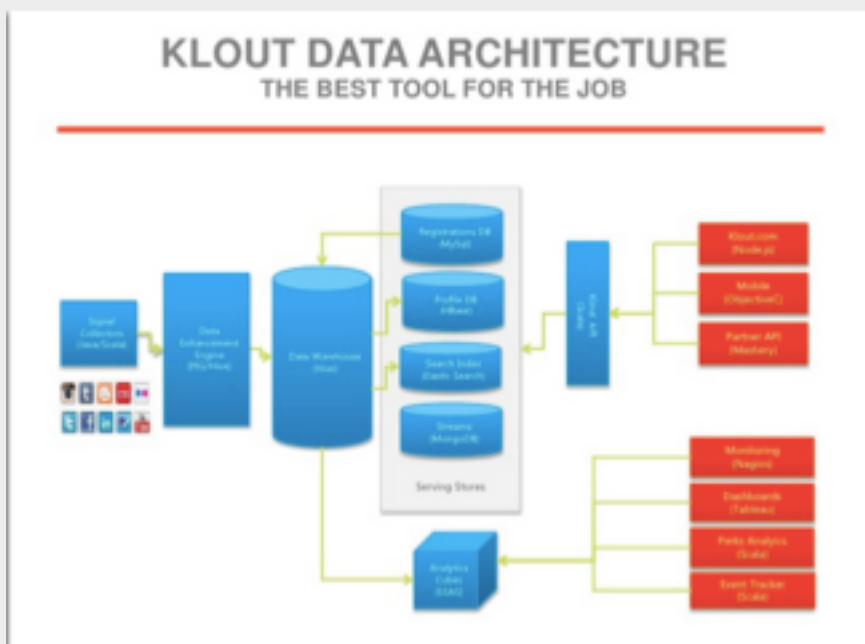 KLOUT DATA ARCHITECTURE
THE BEST TOOL FOR THE JOB
Registrations DB
(MySql)
Klout.com
(Node.js)
Profile DB
(HBase)
Mobile
(ObjectiveC)
Signal
Collectors
(Java/Scala)
Data
Enhancement
Engine
(PIG/Hive)
Data Warehouse
(Hive)
Search Index
(Elastic Search)
Klout API
(Scala)
Partner API
(Mashery)
Streams
(MongoDB)
Serving Stores
Monitoring
(Nagios)
Dashboards
(Tableau)
Perks Analytics
(Scala)
Analytics
Cubes
(SSAS)
Event Tracker
(Scala)